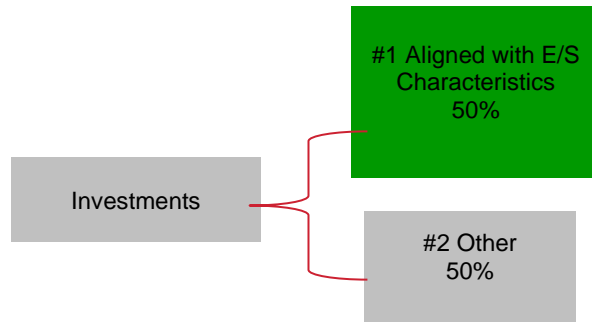 #1 Aligned with E/S
Characteristics
50%
Investments
#2 Other
50%